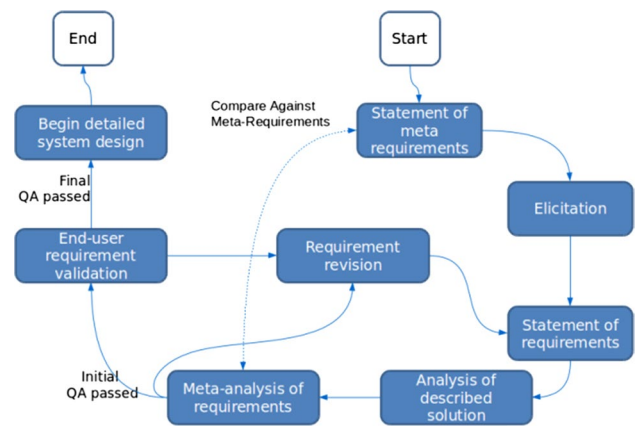 End
Start
Begin detailed
system design
Compare Against
Meta-Requirements
Statement of
meta
requirements
Final
QA passed
Elicitation
End-user
requirement
validation
Requirement
revision
Statement of
requirements
Initial
QA passed
Meta-analysis of
requirements
Analysis of
described
solution